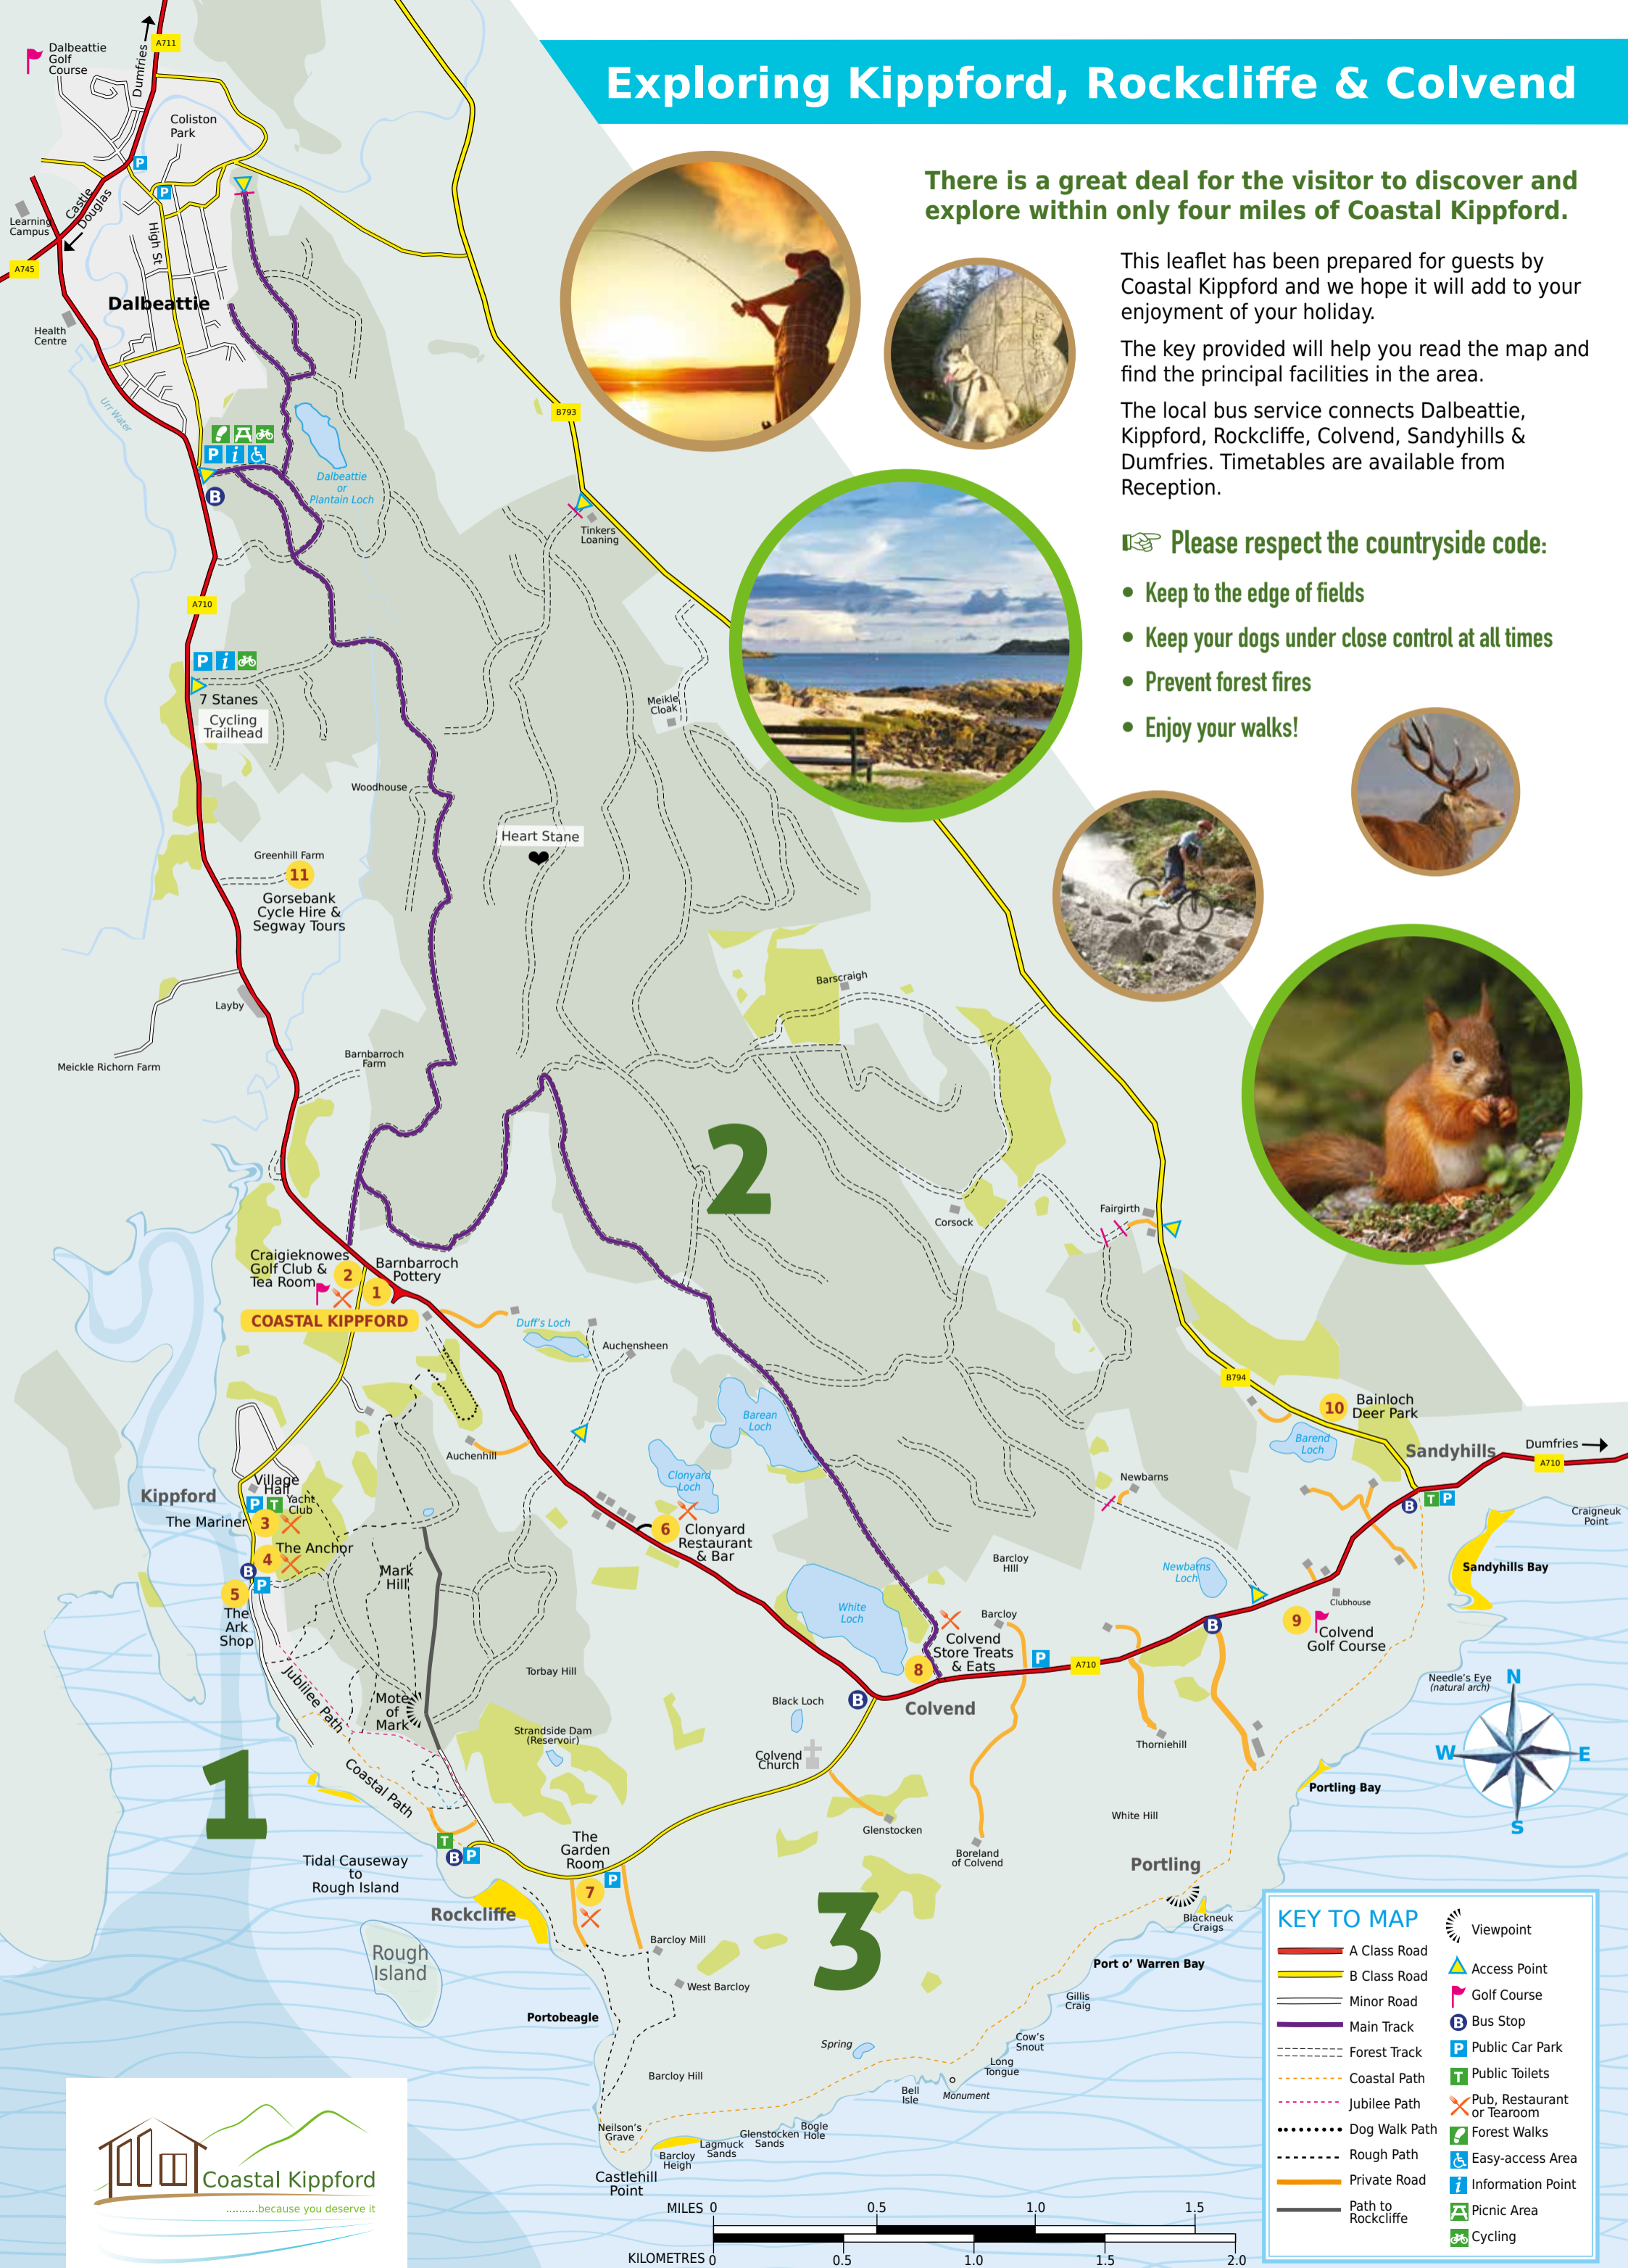 Exploring Kippford, Rockcliffe & Colvend
There is a great deal for the visitor to discover and
explore within only four miles of Coastal Kippford.
This leaflet has been prepared for guests by
Coastal Kippford and we hope it will add to your
enjoyment of your holiday.
The key provided will help you read the map and
find the principal facilities in the area.
The local bus service connects Dalbeattie,
Kippford, Rockcliffe, Colvend, Sandyhills &
Dumfries. Timetables are available from
Reception.
☞ Please respect the countryside code:
• Keep to the edge of fields
• Keep your dogs under close control at all times
• Prevent forest fires
• Enjoy your walks!
Dalbeattie
Golf
Course
Dumfries
A711
Coliston
Park
P
P
Learning
Campus
Castle
Douglas
A745
High St
Dalbeattie
Health
Centre
Urr Water
P i
B
Dalbeattie
or
Plantain Loch
B793
Tinkers
Loaning
A710
P i
7 Stanes
Cycling
Trailhead
Meikle
Cloak
Woodhouse
Heart Stane
Greenhill Farm
11
Gorsebank
Cycle Hire &
Segway Tours
Barscraigh
Layby
Meickle Richorn Farm
Barnbarroch
Farm
2
Corsock
Fairgirth
Craigieknowes
Golf Club &
Tea Room
2
Barnbarroch
Pottery
1
COASTAL KIPPFORD
Duff's Loch
Auchensheen
Barean
Loch
B794
10
Bainloch
Deer Park
Barend
Loch
Sandyhills
Dumfries
A710
Auchenhill
Clonyard
Loch
Newbarns
B T P
Craigneuk
Point
Kippford
Village
Hall
P T
Yacht
Club
The Mariner
3
4
The Anchor
B
P
5
The
Ark
Shop
6
Clonyard
Restaurant
& Bar
Mark
Hill
Barcloy
Hill
Newbarns
Loch
Sandyhills Bay
White
Loch
Clubhouse
Barcloy
B
9
Colvend
Golf Course
Colvend
Store Treats
& Eats
8
P
A710
Jubilee Path
Torbay Hill
Needle's Eye
(natural arch)
Mote
of
Mark
Black Loch
B
Colvend
Strandside Dam
(Reservoir)
Colvend
Church
Thorniehill
N
W
E
S
Coastal Path
Portling Bay
1
White Hill
Glenstocken
Boreland
of Colvend
T
B P
The
Garden
Room
Tidal Causeway
to
Rough Island
7
P
Portling
3
Rockcliffe
Blackneuk
Craigs
Rough
Island
Barcloy Mill
Port o' Warren Bay
West Barcloy
Gillis
Craig
Portobeagle
Spring
Cow's
Snout
Long
Tongue
Barcloy Hill
Bell
Isle
Monument
Neilson's
Grave
Bogle
Hole
Glenstocken
Sands
Lagmuck
Sands
Barcloy
Heigh
Castlehill
Point
Coastal Kippford
..........because you deserve it
MILES 0 0.5 1.0 1.5
KILOMETRES 0 0.5 1.0 1.5 2.0
KEY TO MAP
A Class Road
B Class Road
Minor Road
Main Track
Forest Track
Coastal Path
Jubilee Path
Dog Walk Path
Rough Path
Private Road
Path to
Rockcliffe
Viewpoint
Access Point
Golf Course
B Bus Stop
P Public Car Park
T Public Toilets
Pub, Restaurant
or Tearoom
Forest Walks
Easy-access Area
i Information Point
Picnic Area
Cycling